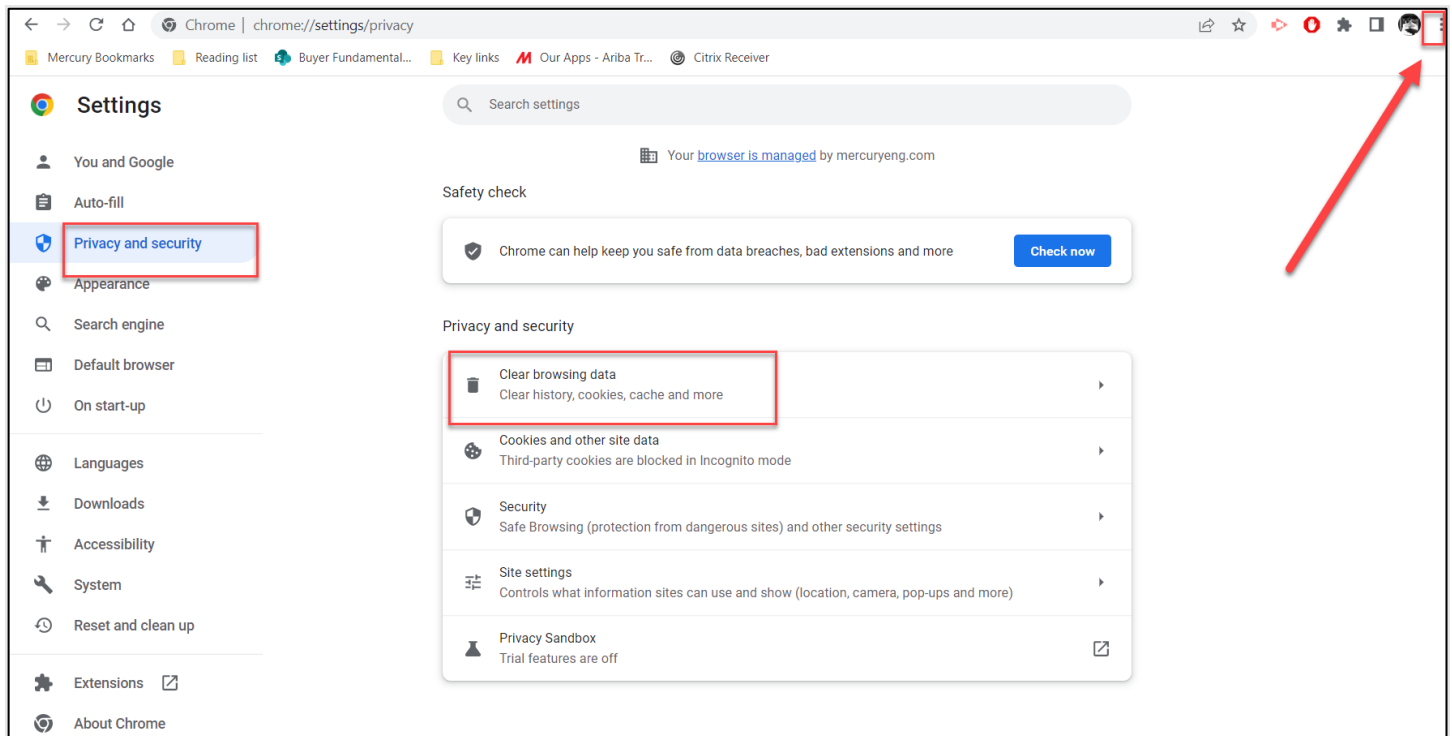 Chrome | chrome://settings/privacy
Mercury Bookmarks Reading list Buyer Fundamental... Key links Our Apps - Ariba Tr... Citrix Receiver
Settings
Search settings
You and Google
Auto-fill
Privacy and security
Appearance
Search engine
Default browser
On start-up
Languages
Downloads
Accessibility
System
Reset and clean up
Extensions
About Chrome
Your browser is managed by mercuryeng.com
Safety check
Chrome can help keep you safe from data breaches, bad extensions and more
Check now
Privacy and security
Clear browsing data
Clear history, cookies, cache and more
Cookies and other site data
Third-party cookies are blocked in Incognito mode
Security
Safe Browsing (protection from dangerous sites) and other security settings
Site settings
Controls what information sites can use and show (location, camera, pop-ups and more)
Privacy Sandbox
Trial features are off